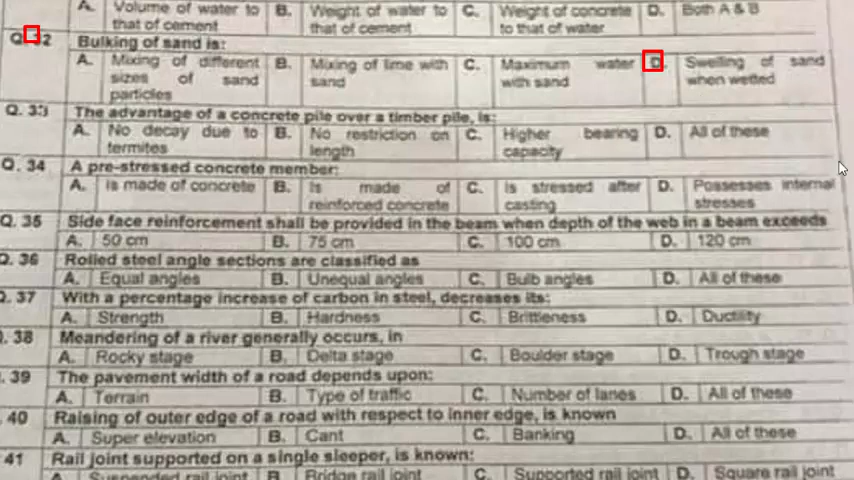 A. Volume of water to that of cement B. Weight of water to that of cement C. Weight of concrete to that of water D. Both A & B
Q. 32 Bulking of sand is:
A. Mixing of different sizes of sand particles B. Mixing of lime with sand C. Maximum water with sand D. Swelling of sand when wetted
Q. 33 The advantage of a concrete pile over a timber pile, is:
A. No decay due to termites B. No restriction on length C. Higher bearing capacity D. All of these
Q. 34 A pre-stressed concrete member:
A. Is made of concrete B. Is made of reinforced concrete C. Is stressed after casting D. Possesses internal stresses
Q. 35 Side face reinforcement shall be provided in the beam when depth of the web in a beam exceeds
A. 50 cm B. 75 cm C. 100 cm D. 120 cm
Q. 36 Rolled steel angle sections are classified as
A. Equal angles B. Unequal angles C. Bulb angles D. All of these
Q. 37 With a percentage increase of carbon in steel, decreases its:
A. Strength B. Hardness C. Brittleness D. Ductility
. 38 Meandering of a river generally occurs, in
A. Rocky stage B. Delta stage C. Boulder stage D. Trough stage
. 39 The pavement width of a road depends upon:
A. Terrain B. Type of traffic C. Number of lanes D. All of these
. 40 Raising of outer edge of a road with respect to inner edge, is known
A. Super elevation B. Cant C. Banking D. All of these
41 Rail joint supported on a single sleeper, is known:
A. Suspended rail joint B Bridge rail joint C. Supported rail joint D. Square rail joint